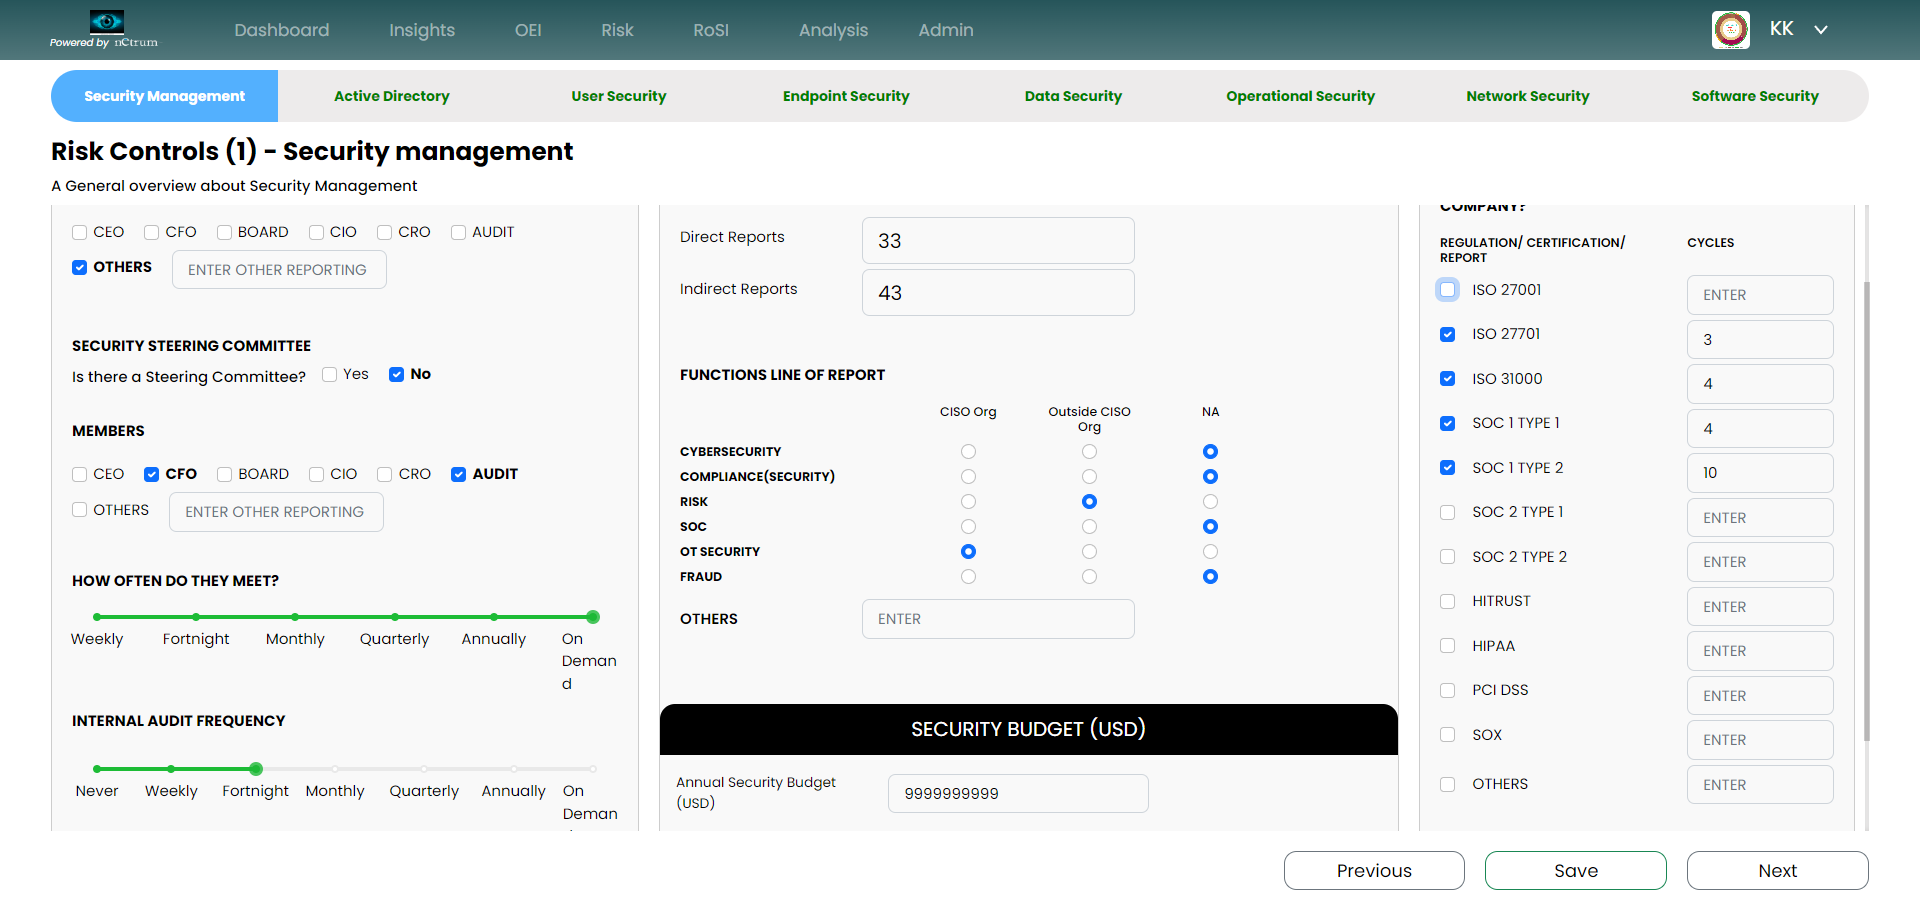 Powered by nCtrum
Dashboard Insights OEI Risk RoSI Analysis Admin KK
Security Management Active Directory User Security Endpoint Security Data Security Operational Security Network Security Software Security
Risk Controls (1) - Security management
A General overview about Security Management
CEO CFO BOARD CIO CRO AUDIT
OTHERS ENTER OTHER REPORTING
SECURITY STEERING COMMITTEE
Is there a Steering Committee? Yes No
MEMBERS
CEO CFO BOARD CIO CRO AUDIT
OTHERS ENTER OTHER REPORTING
HOW OFTEN DO THEY MEET?
Weekly Fortnight Monthly Quarterly Annually On
Deman
d
INTERNAL AUDIT FREQUENCY
Never Weekly Fortnight Monthly Quarterly Annually On
Deman
Direct Reports 33
Indirect Reports 43
FUNCTIONS LINE OF REPORT
CISO Org Outside CISO NA
Org
CYBERSECURITY
COMPLIANCE(SECURITY)
RISK
SOC
OT SECURITY
FRAUD
OTHERS ENTER
SECURITY BUDGET (USD)
Annual Security Budget
(USD) 9999999999
COMPANY?
REGULATION/ CERTIFICATION/ CYCLES
REPORT
ISO 27001 ENTER
ISO 27701 3
ISO 31000 4
SOC 1 TYPE 1 4
SOC 1 TYPE 2 10
SOC 2 TYPE 1 ENTER
SOC 2 TYPE 2 ENTER
HITRUST ENTER
HIPAA ENTER
PCI DSS ENTER
SOX ENTER
OTHERS ENTER
Previous Save Next